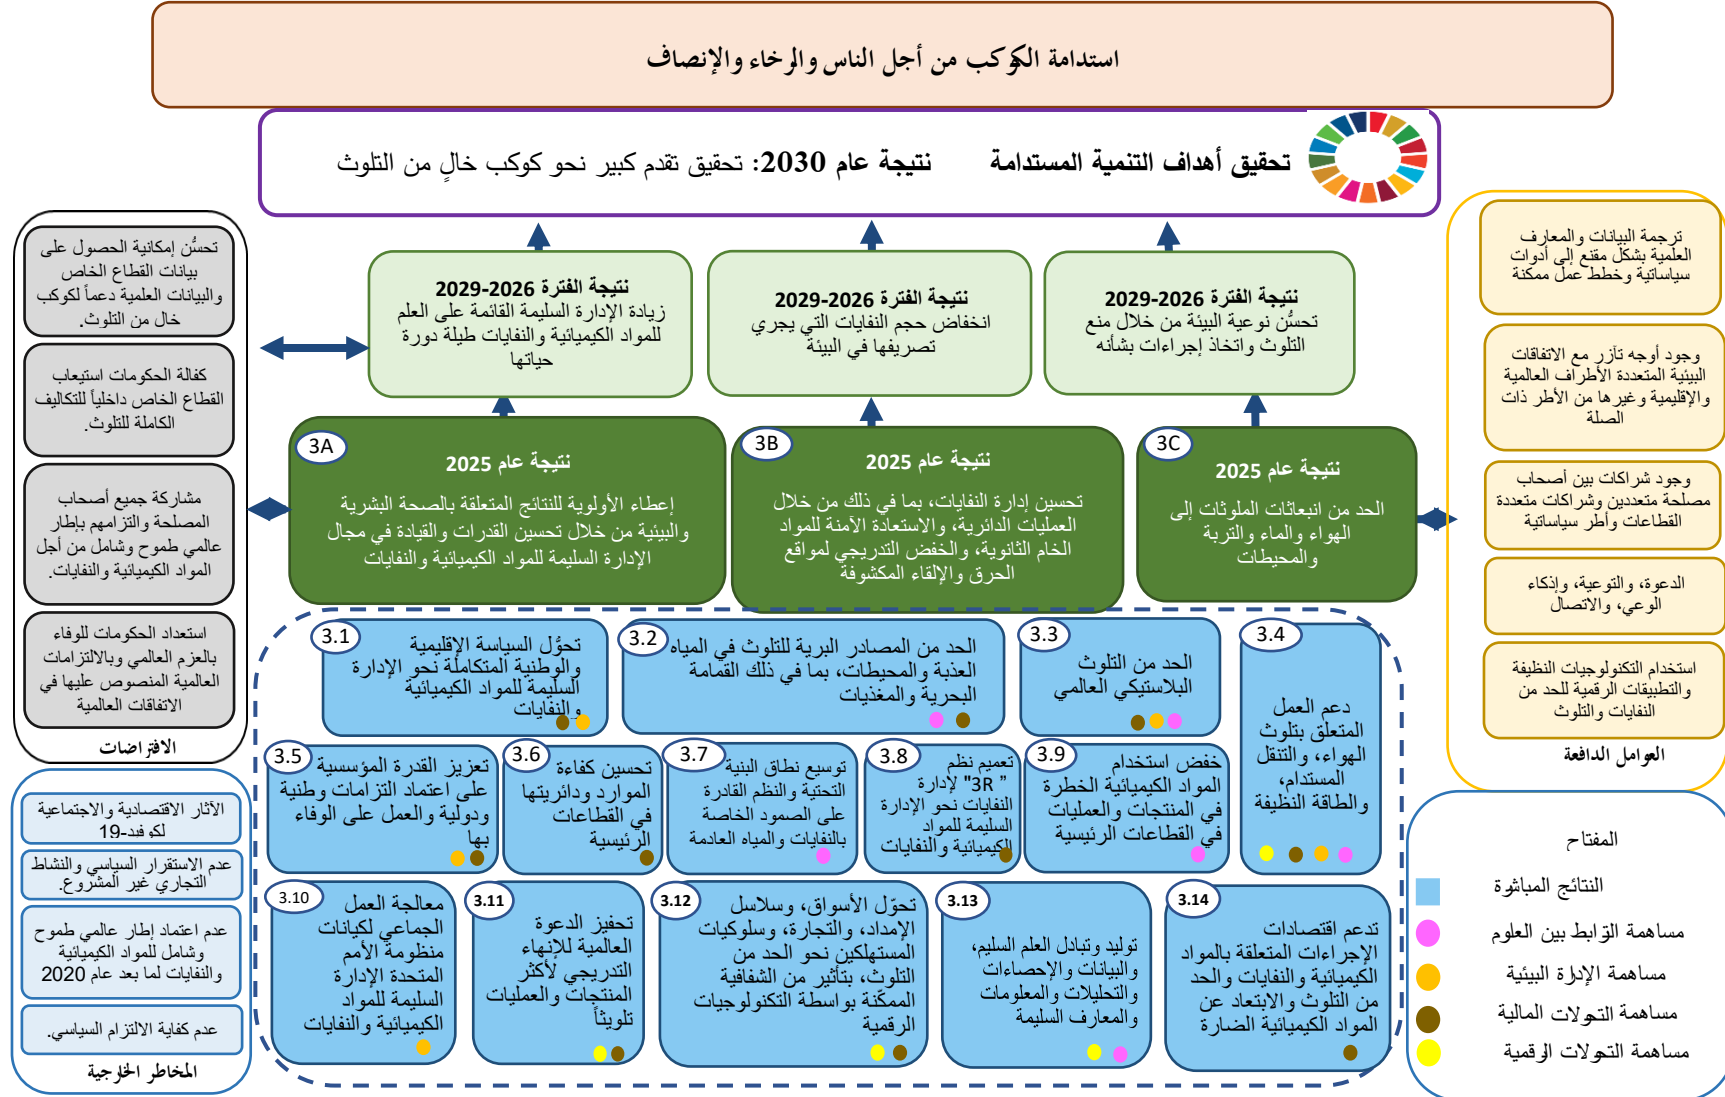 استدامة الكوكب من أجل الناس والرخاء والإنصاف
تحقيق أهداف التنمية المستدامة نتيجة عام 2030: تحقيق تقدم كبير نحو كوكب خالٍ من التلوث
ترجمة البيانات والمعارف
العلمية بشكل مقنع إلى أدوات
سياساتية وخطط عمل ممكنة
وجود أوجه تآزر مع الاتفاقات
البيئية المتعددة الأطراف العالمية
والإقليمية وغيرها من الأطر ذات
الصلة
وجود شراكات بين أصحاب
مصلحة متعددين وشراكات متعددة
القطاعات وأطر سياساتية
الدعوة، والتوعية، وإذكاء
الوعي، والاتصال
استخدام التكنولوجيات النظيفة
والتطبيقات الرقمية للحد من
النفايات والتلوث
العوامل الدافعة
نتيجة الفترة 2026-2029
تحسُّن نوعية البيئة من خلال منع
التلوث واتخاذ إجراءات بشأنه
نتيجة الفترة 2026-2029
انخفاض حجم النفايات التي يجري
تصريفها في البيئة
نتيجة الفترة 2026-2029
زيادة الإدارة السليمة القائمة على العلم
للمواد الكيميائية والنفايات طيلة دورة
حياتها
تحسُّن إمكانية الحصول على
بيانات القطاع الخاص
والبيانات العلمية دعماً لكوكب
خال من التلوث.
كفالة الحكومات استيعاب
القطاع الخاص داخلياً للتكاليف
الكاملة للتلوث.
مشاركة جميع أصحاب
المصلحة والتزامهم بإطار
عالمي طموح وشامل من أجل
المواد الكيميائية والنفايات.
استعداد الحكومات للوفاء
بالعزم العالمي وبالالتزامات
العالمية المنصوص عليها في
الاتفاقات العالمية
الافتراضات
3C
نتيجة عام 2025
الحد من انبعاثات الملوثات إلى
الهواء والماء والتربة
والمحيطات
3B
نتيجة عام 2025
تحسين إدارة النفايات، بما في ذلك من خلال
العمليات الدائرية، والاستعادة الآمنة للمواد
الخام الثانوية، والخفض التدريجي لمواقع
الحرق والإلقاء المكشوفة
3A
نتيجة عام 2025
إعطاء الأولوية للنتائج المتعلقة بالصحة البشرية
والبيئية من خلال تحسين القدرات والقيادة في مجال
الإدارة السليمة للمواد الكيميائية والنفايات
3.4
دعم العمل
المتعلق بتلوث
الهواء، والتنقل
المستدام،
والطاقة النظيفة
3.3
الحد من التلوث
البلاستيكي العالمي
3.2
الحد من المصادر البرية للتلوث في المياه
العذبة والمحيطات، بما في ذلك القمامة
البحرية والمغذيات
3.1
تحوُّل السياسة الإقليمية
والوطنية المتكاملة نحو الإدارة
السليمة للمواد الكيميائية
والنفايات
3.9
خفض استخدام
المواد الكيميائية الخطرة
في المنتجات والعمليات
في القطاعات الرئيسية
3.8
تعميم نظم
" 3R" لإدارة
النفايات نحو الإدارة
السليمة للمواد
الكيميائية والنفايات
3.7
توسيع نطاق البنية
التحتية والنظم القادرة
على الصمود الخاصة
بالنفايات والمياه العادمة
3.6
تحسين كفاءة
الموارد ودائريتها
في القطاعات
الرئيسية
3.5
تعزيز القدرة المؤسسية
على اعتماد التزامات وطنية
ودولية والعمل على الوفاء
بها
3.14
تدعم اقتصادات
الإجراءات المتعلقة بالمواد
الكيميائية والنفايات والحد
من التلوث والابتعاد عن
المواد الكيميائية الضارة
3.13
توليد وتبادل العلم السليم،
والبيانات والإحصاءات
والتحليلات والمعلومات
والمعارف السليمة
3.12
تحوّل الأسواق، وسلاسل
الإمداد، والتجارة، وسلوكيات
المستهلكين نحو الحد من
التلوث، بتأثير من الشفافية
الممكّنة بواسطة التكنولوجيات
الرقمية
3.11
تحفيز الدعوة
العالمية للإنهاء
التدريجي لأكثر
المنتجات والعمليات
تلويثاً
3.10
معالجة العمل
الجماعي لكيانات
منظومة الأمم
المتحدة الإدارة
السليمة للمواد
الكيميائية والنفايات
الآثار الاقتصادية والاجتماعية
لكوفيد-19
عدم الاستقرار السياسي والنشاط
التجاري غير المشروع.
عدم اعتماد إطار عالمي طموح
وشامل للمواد الكيميائية
والنفايات لما بعد عام 2020
عدم كفاية الالتزام السياسي.
المخاطر الخارجية
المفتاح
النتائج المباشرة
مساهمة الترابط بين العلوم
مساهمة الإدارة البيئية
مساهمة التحولات المالية
مساهمة التحولات الرقمية